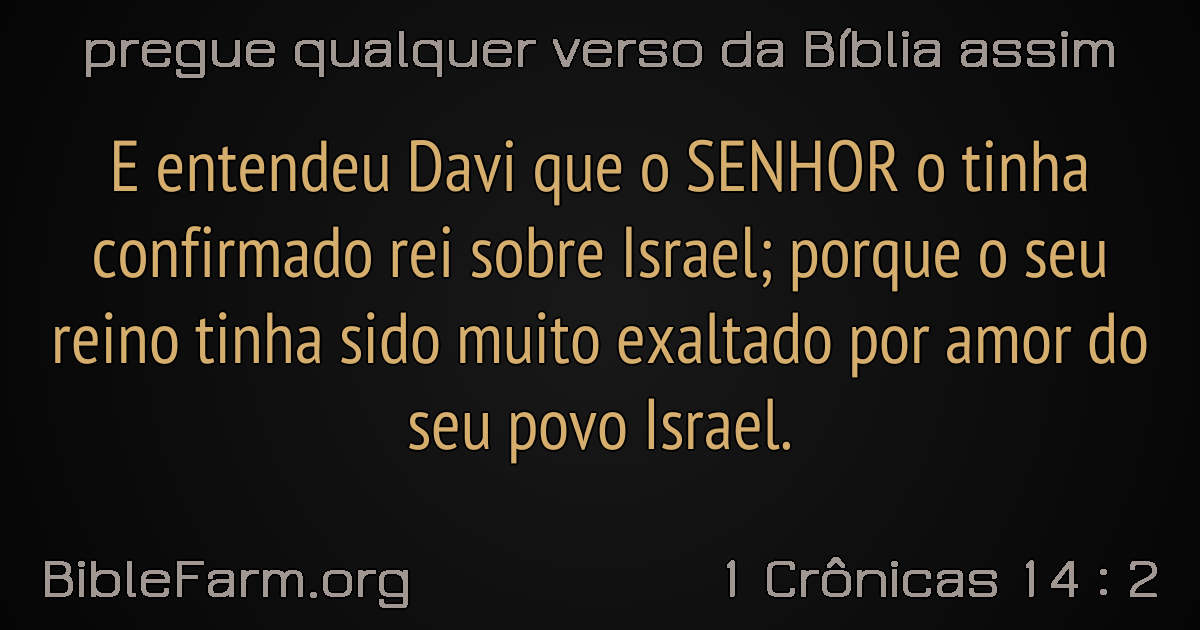 pregue qualquer verso da Bíblia assim
E entendeu Davi que o SENHOR o tinha
confirmado rei sobre Israel; porque o seu
reino tinha sido muito exaltado por amor do
seu povo Israel.
BibleFarm.org
1 Crônicas 14 : 2